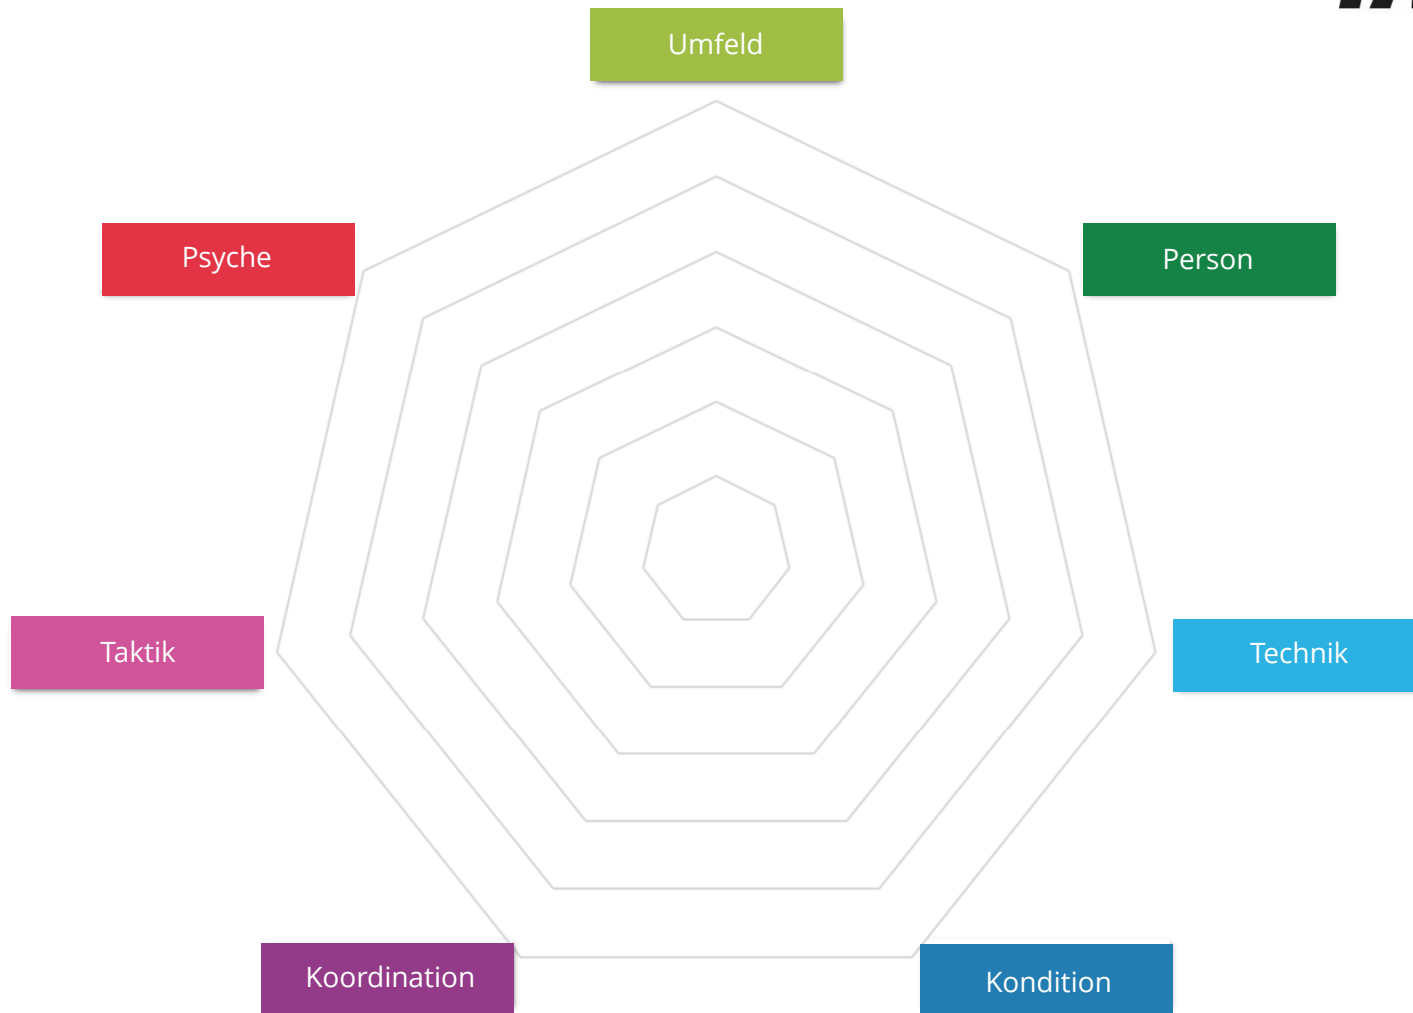 Umfeld
Psyche
Person
Taktik
Technik
Koordination
Kondition